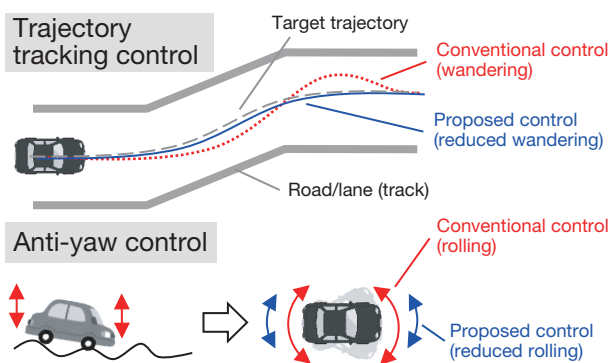 Trajectory
tracking control
Target trajectory
Conventional control
(wandering)
Proposed control
(reduced wandering)
Road/lane (track)
Anti-yaw control
Conventional control
(rolling)
Proposed control
(reduced rolling)